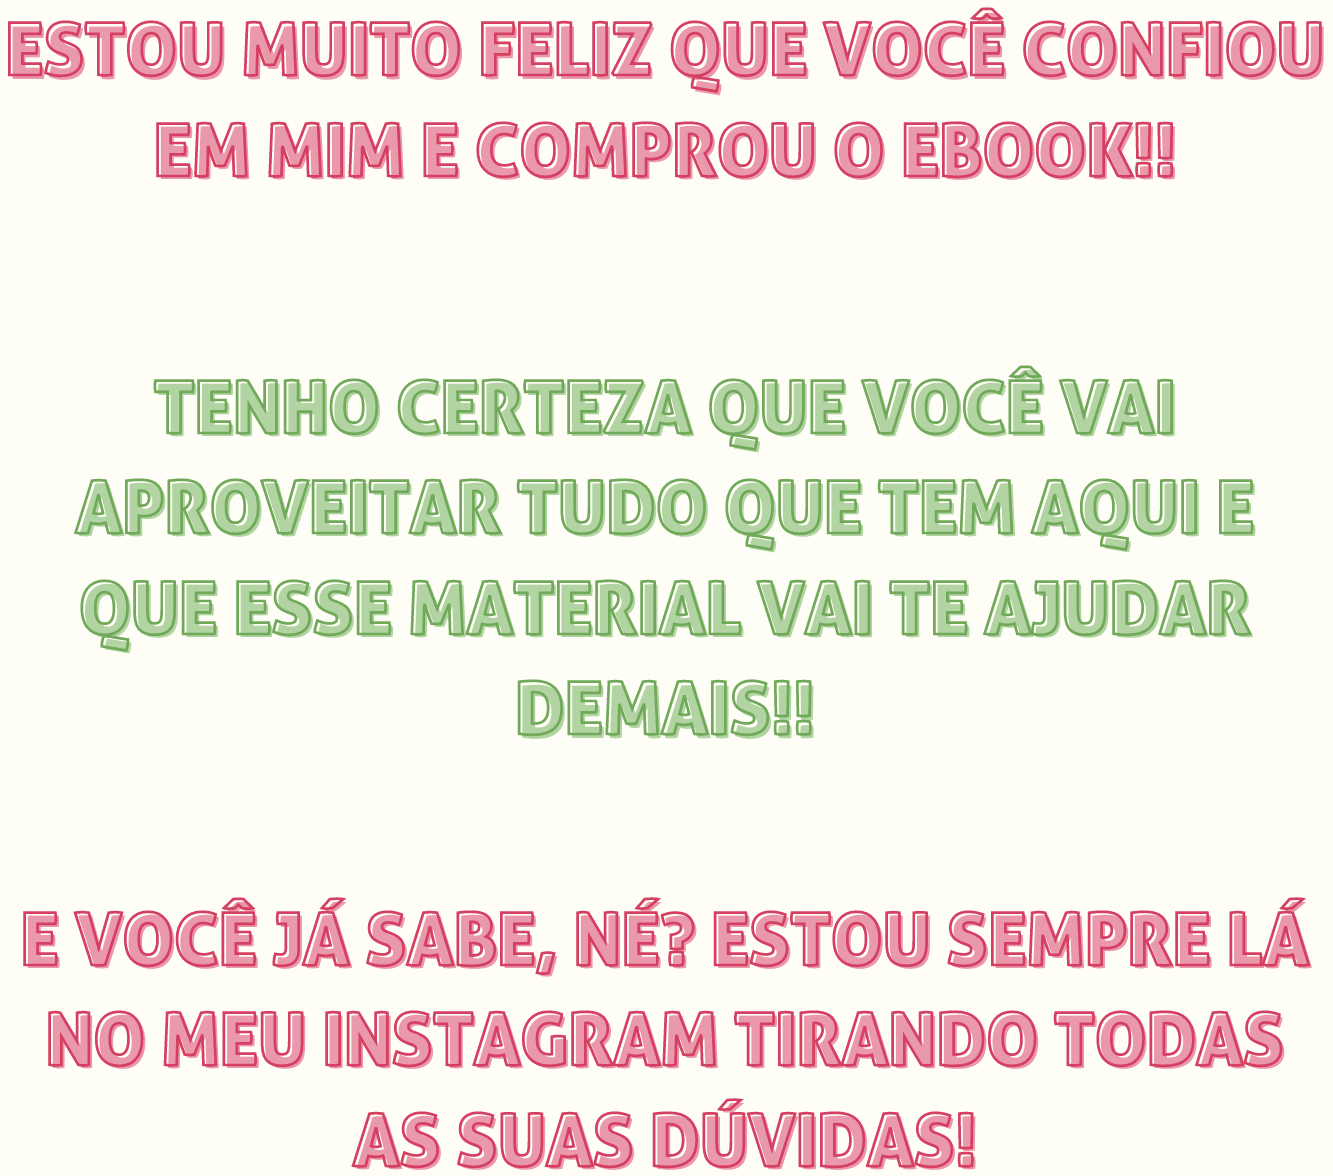 ESTOU MUITO FELIZ QUE VOCÊ CONFIOU
EM MIM E COMPROU O EBOOK!!
TENHO CERTEZA QUE VOCÊ VAI
APROVEITAR TUDO QUE TEM AQUI E
QUE ESSE MATERIAL VAI TE AJUDAR
DEMAIS!!
E VOCÊ JÁ SABE, NÉ? ESTOU SEMPRE LÁ
NO MEU INSTAGRAM TIRANDO TODAS
AS SUAS DÚVIDAS!